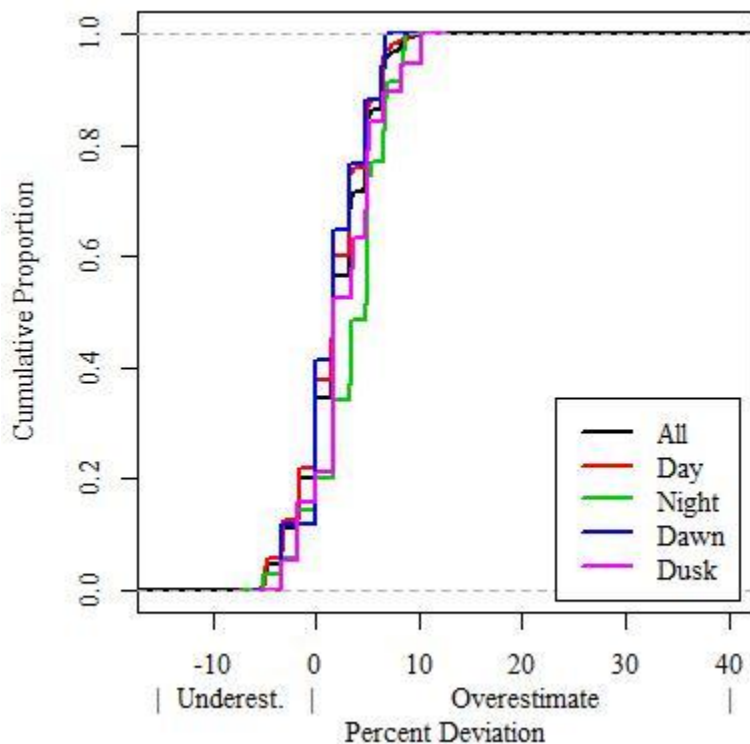 1.0
0.8
0.6
0.4
0.2
0.0
Cumulative Proportion
All
Day
Night
Dawn
Dusk
-10 0 10 20 30 40
| Underest. | Overestimate |
Percent Deviation